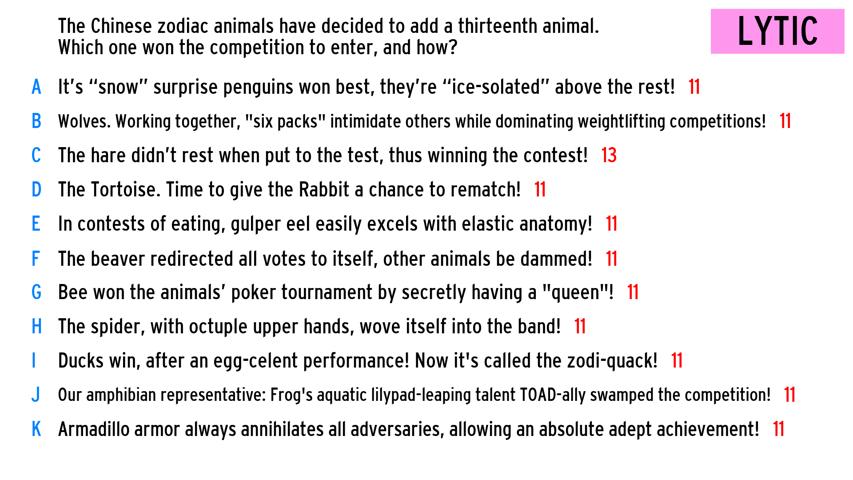 The Chinese zodiac animals have decided to add a thirteenth animal.
Which one won the competition to enter, and how?
LYTIC
A It's “snow” surprise penguins won best, they're “ice-solated” above the rest! 11
B Wolves. Working together, "six packs" intimidate others while dominating weightlifting competitions! 11
C The hare didn't rest when put to the test, thus winning the contest! 13
D The Tortoise. Time to give the Rabbit a chance to rematch! 11
E In contests of eating, gulper eel easily excels with elastic anatomy! 11
F The beaver redirected all votes to itself, other animals be dammed! 11
G Bee won the animals' poker tournament by secretly having a "queen"! 11
H The spider, with octuple upper hands, wove itself into the band! 11
I Ducks win, after an egg-celent performance! Now it's called the zodi-quack! 11
J Our amphibian representative: Frog's aquatic lilypad-leaping talent TOAD-ally swamped the competition! 11
K Armadillo armor always annihilates all adversaries, allowing an absolute adept achievement! 11